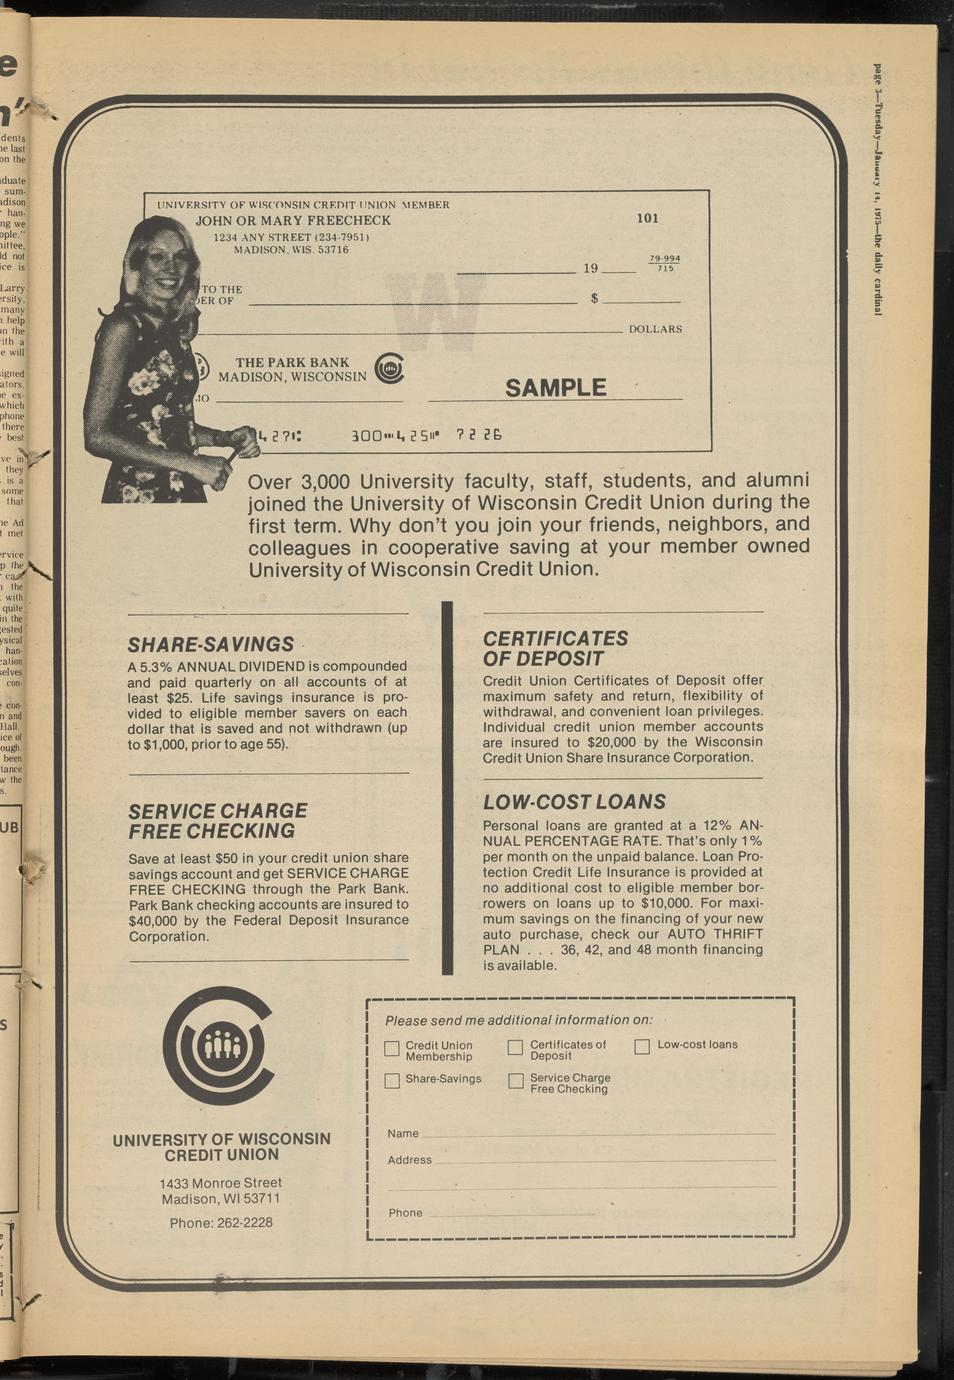 page 3—Tuesday—January 14, 1975—the daily cardinal
UNIVERSITY OF WISCONSIN CREDIT UNION MEMBER
JOHN OR MARY FREECHECK
101
1234 ANY STREET (234-7951)
MADISON, WIS. 53716
19
79-994
715
TO THE
DER OF
$
DOLLARS
W
THE PARK BANK
MADISON, WISCONSIN
SAMPLE
MO
427 300 425 7226
Over 3,000 University faculty, staff, students, and alumni
joined the University of Wisconsin Credit Union during the
first term. Why don't you join your friends, neighbors, and
colleagues in cooperative saving at your member owned
University of Wisconsin Credit Union.
SHARE-SAVINGS
A 5.3% ANNUAL DIVIDEND is compounded
and paid quarterly on all accounts of at
least $25. Life savings insurance is pro-
vided to eligible member savers on each
dollar that is saved and not withdrawn (up
to $1,000, prior to age 55).
SERVICE CHARGE
FREE CHECKING
Save at least $50 in your credit union share
savings account and get SERVICE CHARGE
FREE CHECKING through the Park Bank.
Park Bank checking accounts are insured to
$40,000 by the Federal Deposit Insurance
Corporation.
CERTIFICATES
OF DEPOSIT
Credit Union Certificates of Deposit offer
maximum safety and return, flexibility of
withdrawal, and convenient loan privileges.
Individual credit union member accounts
are insured to $20,000 by the Wisconsin
Credit Union Share Insurance Corporation.
LOW-COST LOANS
Personal loans are granted at a 12% AN-
NUAL PERCENTAGE RATE. That's only 1%
per month on the unpaid balance. Loan Pro-
tection Credit Life Insurance is provided at
no additional cost to eligible member bor-
rowers on loans up to $10,000. For maxi-
mum savings on the financing of your new
auto purchase, check our AUTO THRIFT
PLAN . . . 36, 42, and 48 month financing
is available.
UNIVERSITY OF WISCONSIN
CREDIT UNION
1433 Monroe Street
Madison, WI 53711
Phone: 262-2228
Please send me additional information on:
Credit Union
Membership
Certificates of
Deposit
Low-cost loans
Share-Savings
Service Charge
Free Checking
Name
Address
Phone